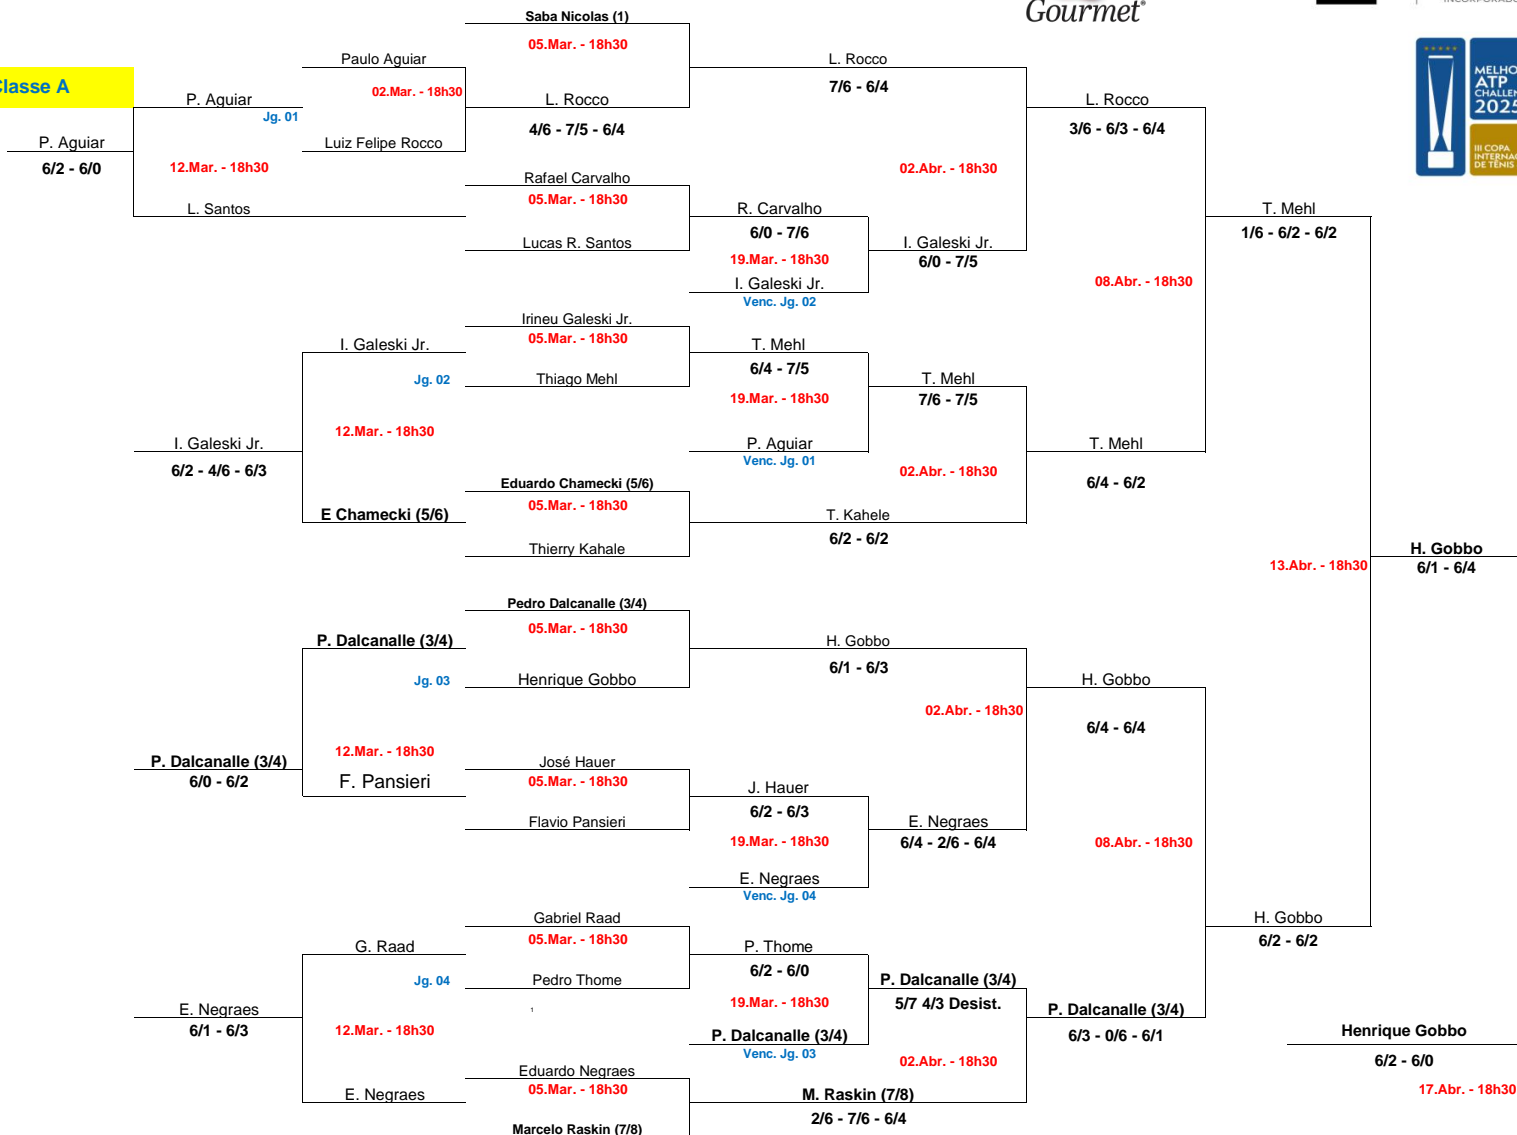 Gourmet®
INCORPORADO
MELHO
ATP
CHALLEN
2025
III COPA
INTERNAC
DE TÊNIS
Classe A
Saba Nicolas (1)
05.Mar. - 18h30
Paulo Aguiar
L. Rocco
02.Mar. - 18h30
7/6 - 6/4
P. Aguiar
L. Rocco
L. Rocco
Jg. 01
4/6 - 7/5 - 6/4
3/6 - 6/3 - 6/4
P. Aguiar
Luiz Felipe Rocco
6/2 - 6/0
12.Mar. - 18h30
02.Abr. - 18h30
Rafael Carvalho
05.Mar. - 18h30
L. Santos
R. Carvalho
T. Mehl
6/0 - 7/6
1/6 - 6/2 - 6/2
Lucas R. Santos
I. Galeski Jr.
19.Mar. - 18h30
6/0 - 7/5
I. Galeski Jr.
08.Abr. - 18h30
Venc. Jg. 02
Irineu Galeski Jr.
05.Mar. - 18h30
I. Galeski Jr.
T. Mehl
6/4 - 7/5
Jg. 02
Thiago Mehl
T. Mehl
19.Mar. - 18h30
7/6 - 7/5
12.Mar. - 18h30
I. Galeski Jr.
P. Aguiar
T. Mehl
Venc. Jg. 01
6/2 - 4/6 - 6/3
02.Abr. - 18h30
Eduardo Chamecki (5/6)
6/4 - 6/2
05.Mar. - 18h30
E Chamecki (5/6)
T. Kahele
6/2 - 6/2
Thierry Kahale
H. Gobbo
13.Abr. - 18h30
6/1 - 6/4
Pedro Dalcanalle (3/4)
05.Mar. - 18h30
P. Dalcanalle (3/4)
H. Gobbo
6/1 - 6/3
Jg. 03
Henrique Gobbo
H. Gobbo
02.Abr. - 18h30
6/4 - 6/4
12.Mar. - 18h30
P. Dalcanalle (3/4)
José Hauer
6/0 - 6/2
F. Pansieri
05.Mar. - 18h30
J. Hauer
6/2 - 6/3
Flavio Pansieri
E. Negraes
19.Mar. - 18h30
6/4 - 2/6 - 6/4
08.Abr. - 18h30
E. Negraes
Venc. Jg. 04
Gabriel Raad
H. Gobbo
05.Mar. - 18h30
6/2 - 6/2
G. Raad
P. Thome
6/2 - 6/0
Jg. 04
Pedro Thome
P. Dalcanalle (3/4)
19.Mar. - 18h30
5/7 4/3 Desist.
E. Negraes
1
P. Dalcanalle (3/4)
6/1 - 6/3
12.Mar. - 18h30
P. Dalcanalle (3/4)
6/3 - 0/6 - 6/1
Henrique Gobbo
Venc. Jg. 03
02.Abr. - 18h30
6/2 - 6/0
Eduardo Negraes
05.Mar. - 18h30
17.Abr. - 18h30
E. Negraes
M. Raskin (7/8)
2/6 - 7/6 - 6/4
Marcelo Raskin (7/8)